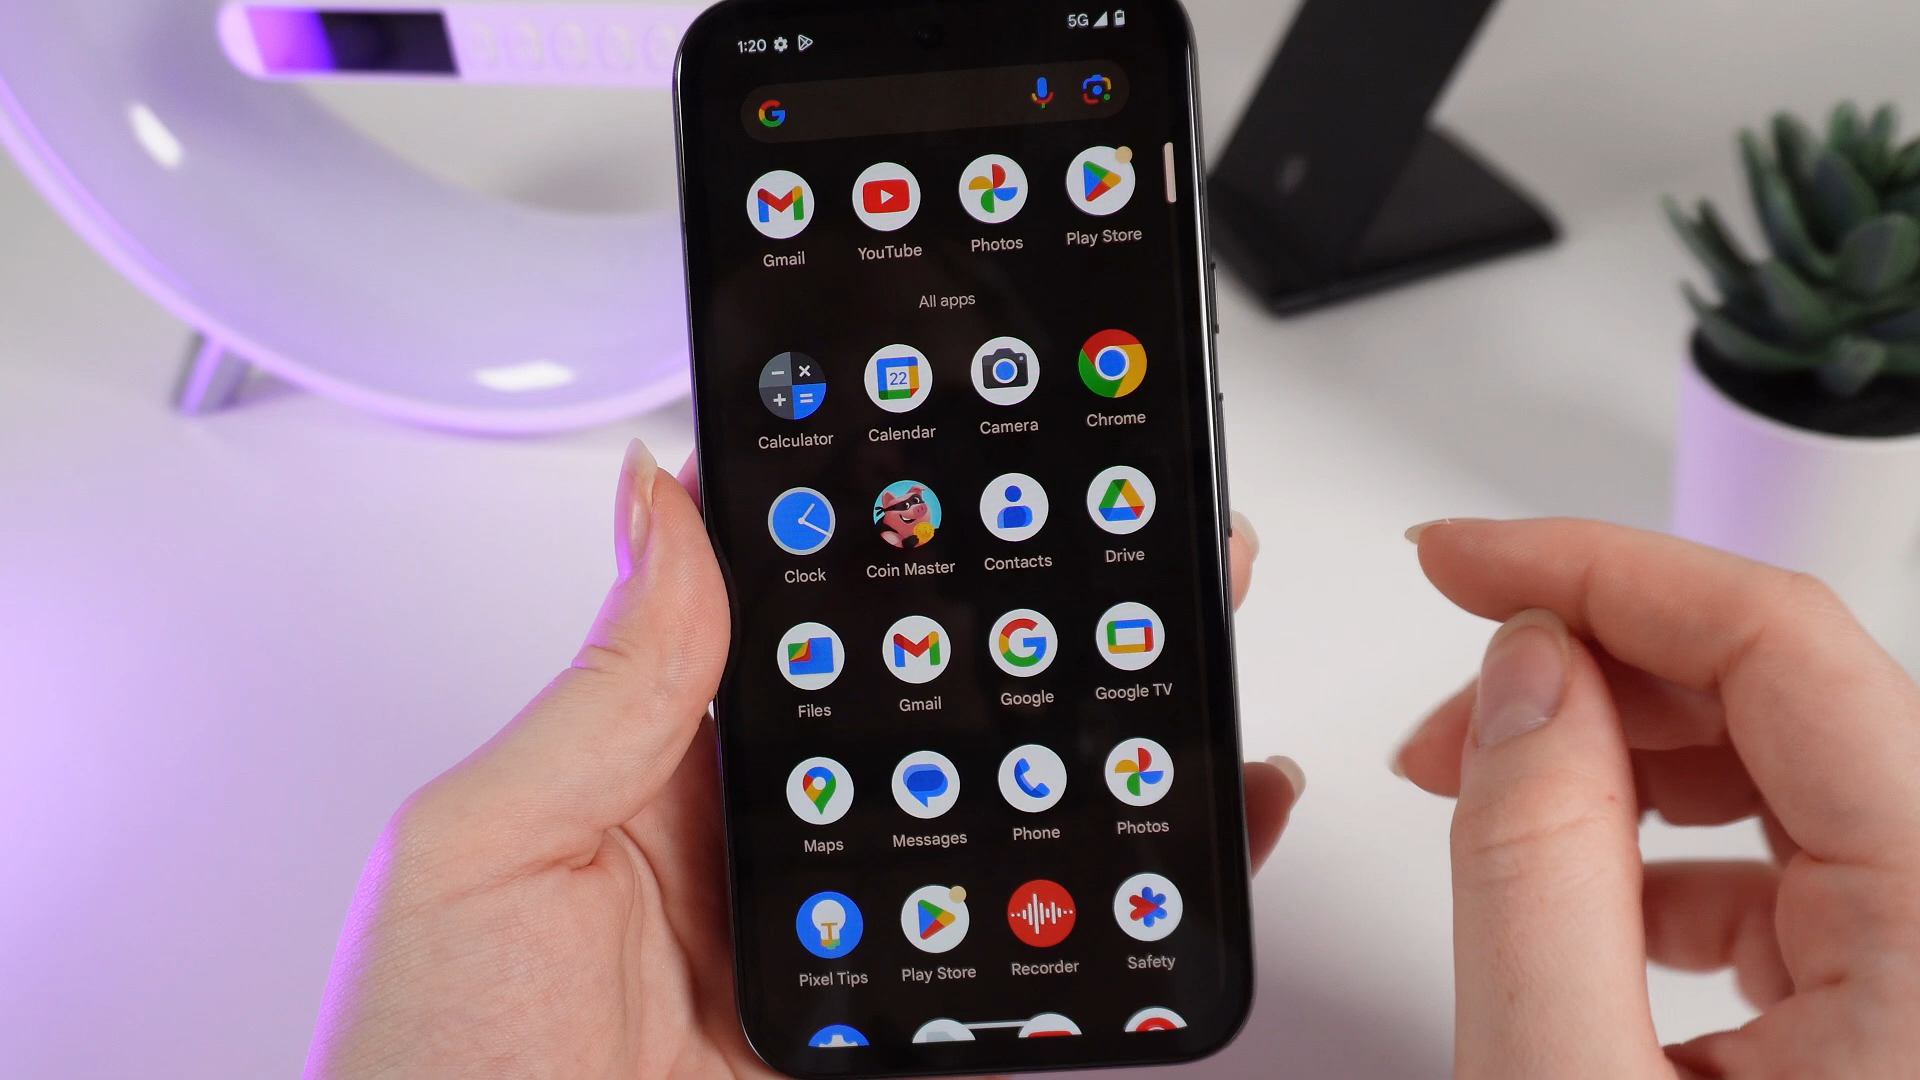 1:20 5G
Gmail YouTube Photos Play Store
All apps
22
Calculator Calendar Camera Chrome
Clock Coin Master Contacts Drive
Files Gmail Google Google TV
Maps Messages Phone Photos
Pixel Tips Play Store Recorder Safety